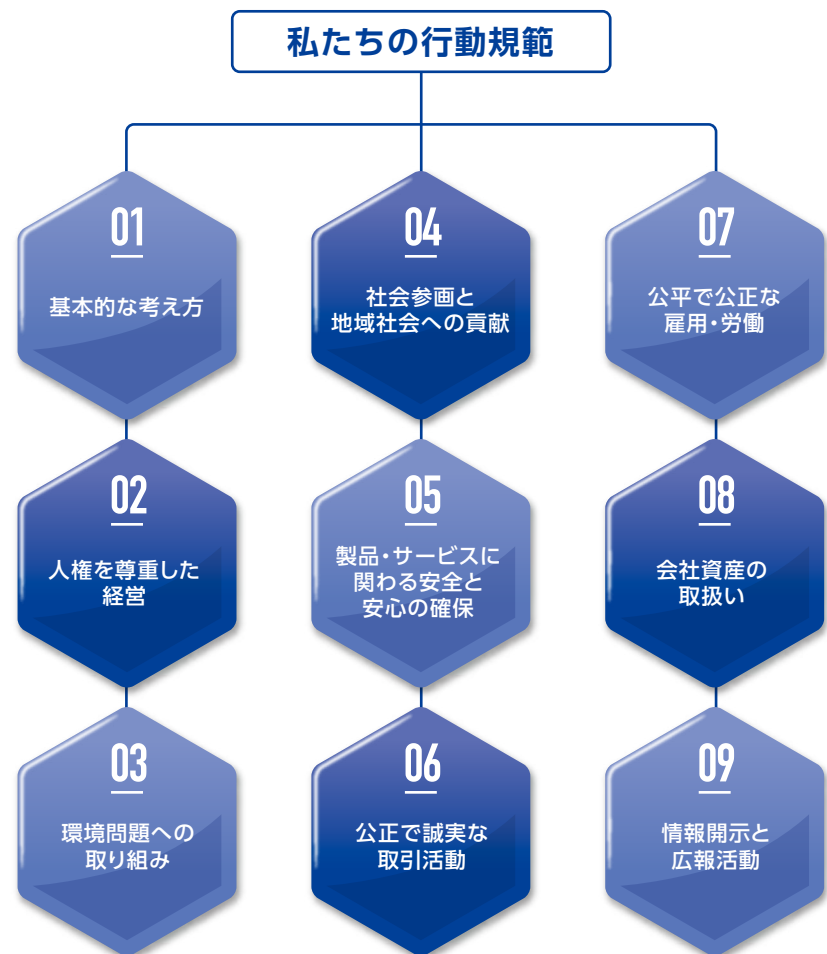 私たちの行動規範
01
基本的な考え方
02
人権を尊重した
経営
03
環境問題への
取り組み
04
社会参画と
地域社会への貢献
05
製品・サービスに
関わる安全と
安心の確保
06
公正で誠実な
取引活動
07
公平で公正な
雇用・労働
08
会社資産の
取扱い
09
情報開示と
広報活動